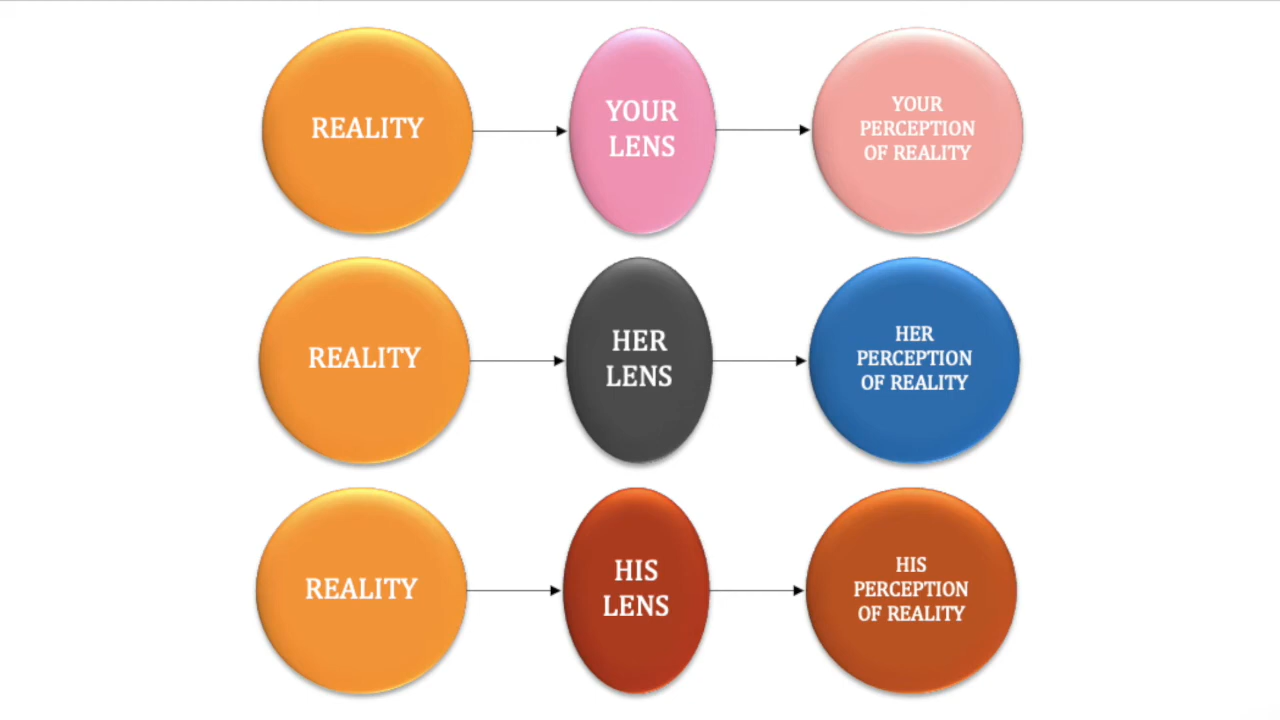 REALITY
YOUR
LENS
YOUR
PERCEPTION
OF REALITY
REALITY
HER
LENS
HER
PERCEPTION
OF REALITY
REALITY
HIS
LENS
HIS
PERCEPTION
OF REALITY